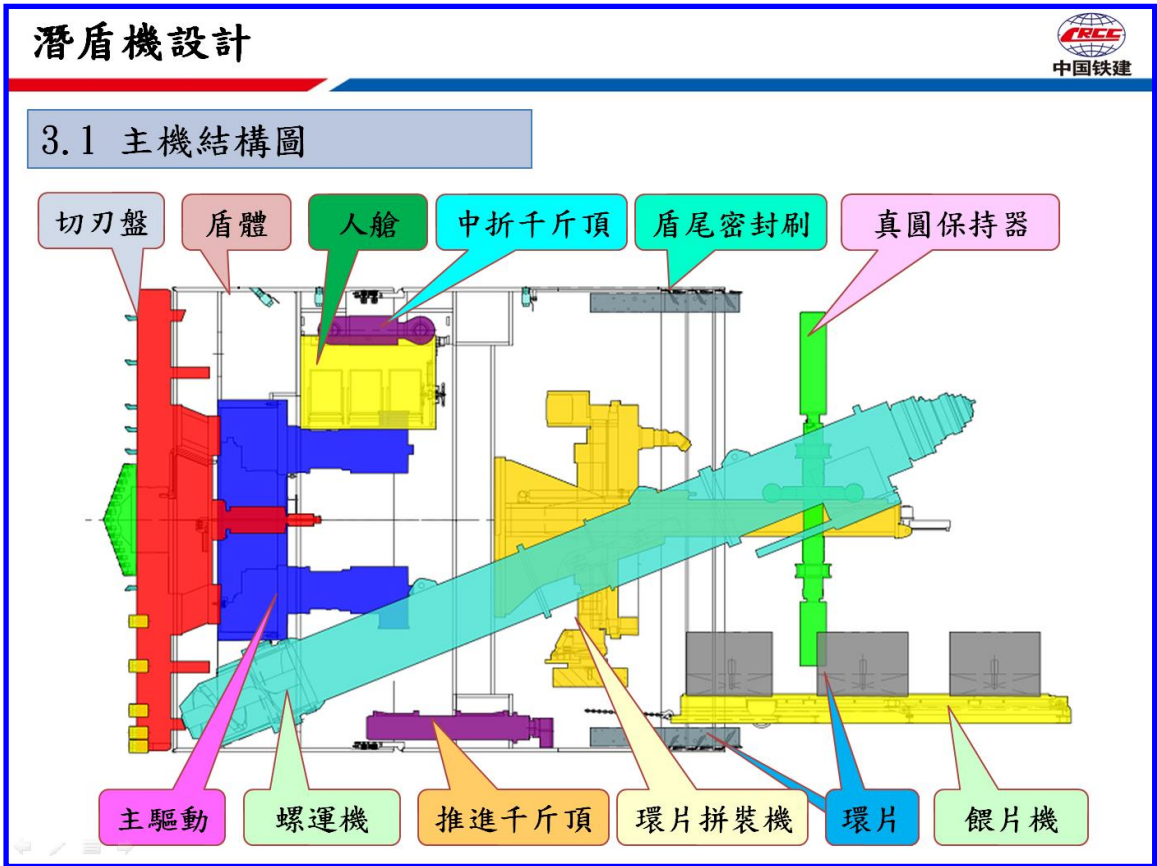 潛盾機設計
CRCC
中国铁建
3.1 主機結構圖
切刃盤
盾體
人艙
中折千斤頂
盾尾密封刷
真圓保持器
主驅動
螺運機
推進千斤頂
環片拼裝機
環片
餵片機